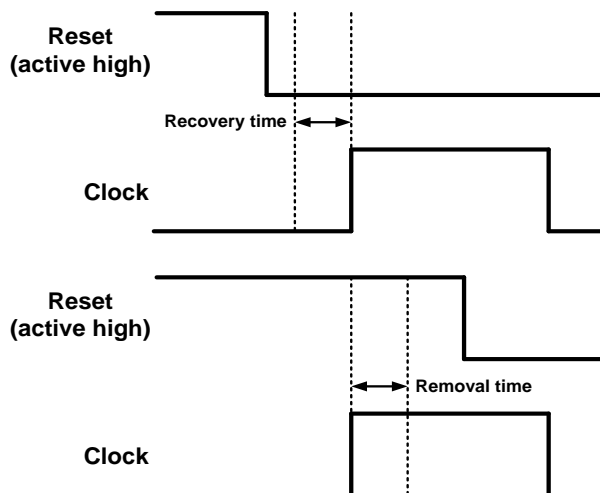 Reset
(active high)
Recovery time
Clock
Reset
(active high)
Removal time
Clock